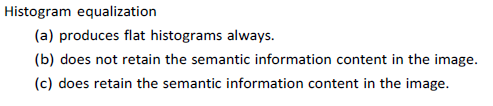 Histogram equalization
(a) produces flat histograms always.
(b) does not retain the semantic information content in the image.
(c) does retain the semantic information content in the image.